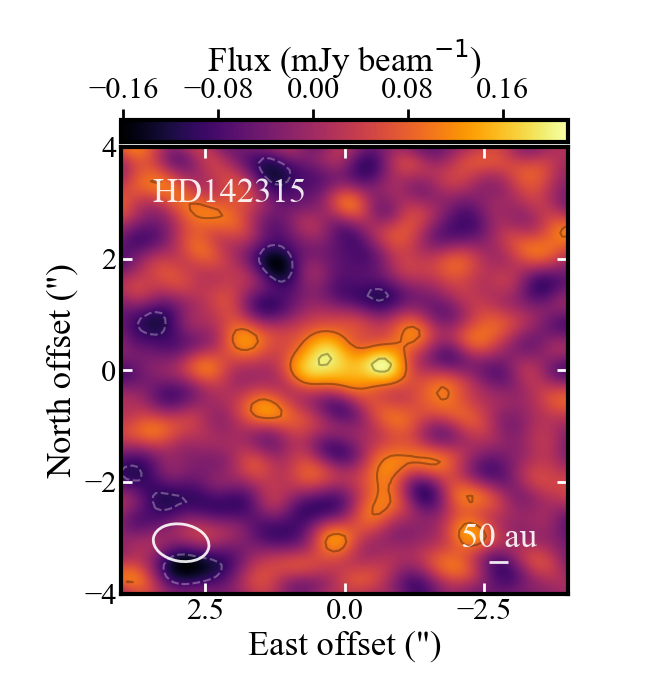 Flux (mJy beam⁻¹)
−0.16 −0.08 0.00 0.08 0.16
HD142315
4
2
0
−2
−4
North offset (")
50 au
2.5 0.0 −2.5
East offset (")